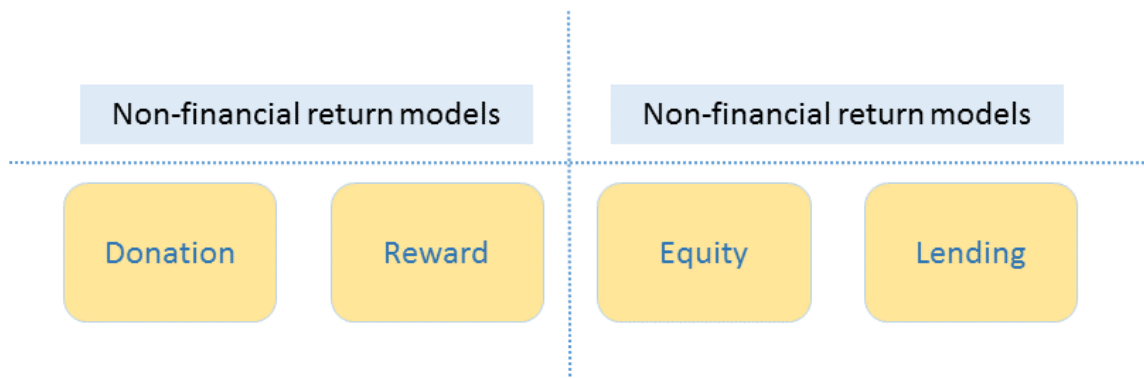 Non-financial return models
Non-financial return models
Donation
Reward
Equity
Lending